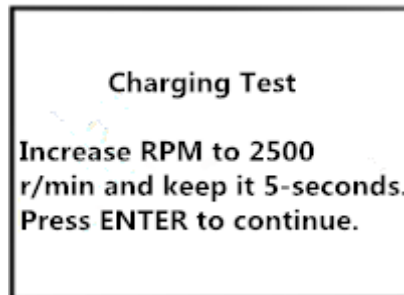 Charging Test
Increase RPM to 2500
r/min and keep it 5-seconds.
Press ENTER to continue.